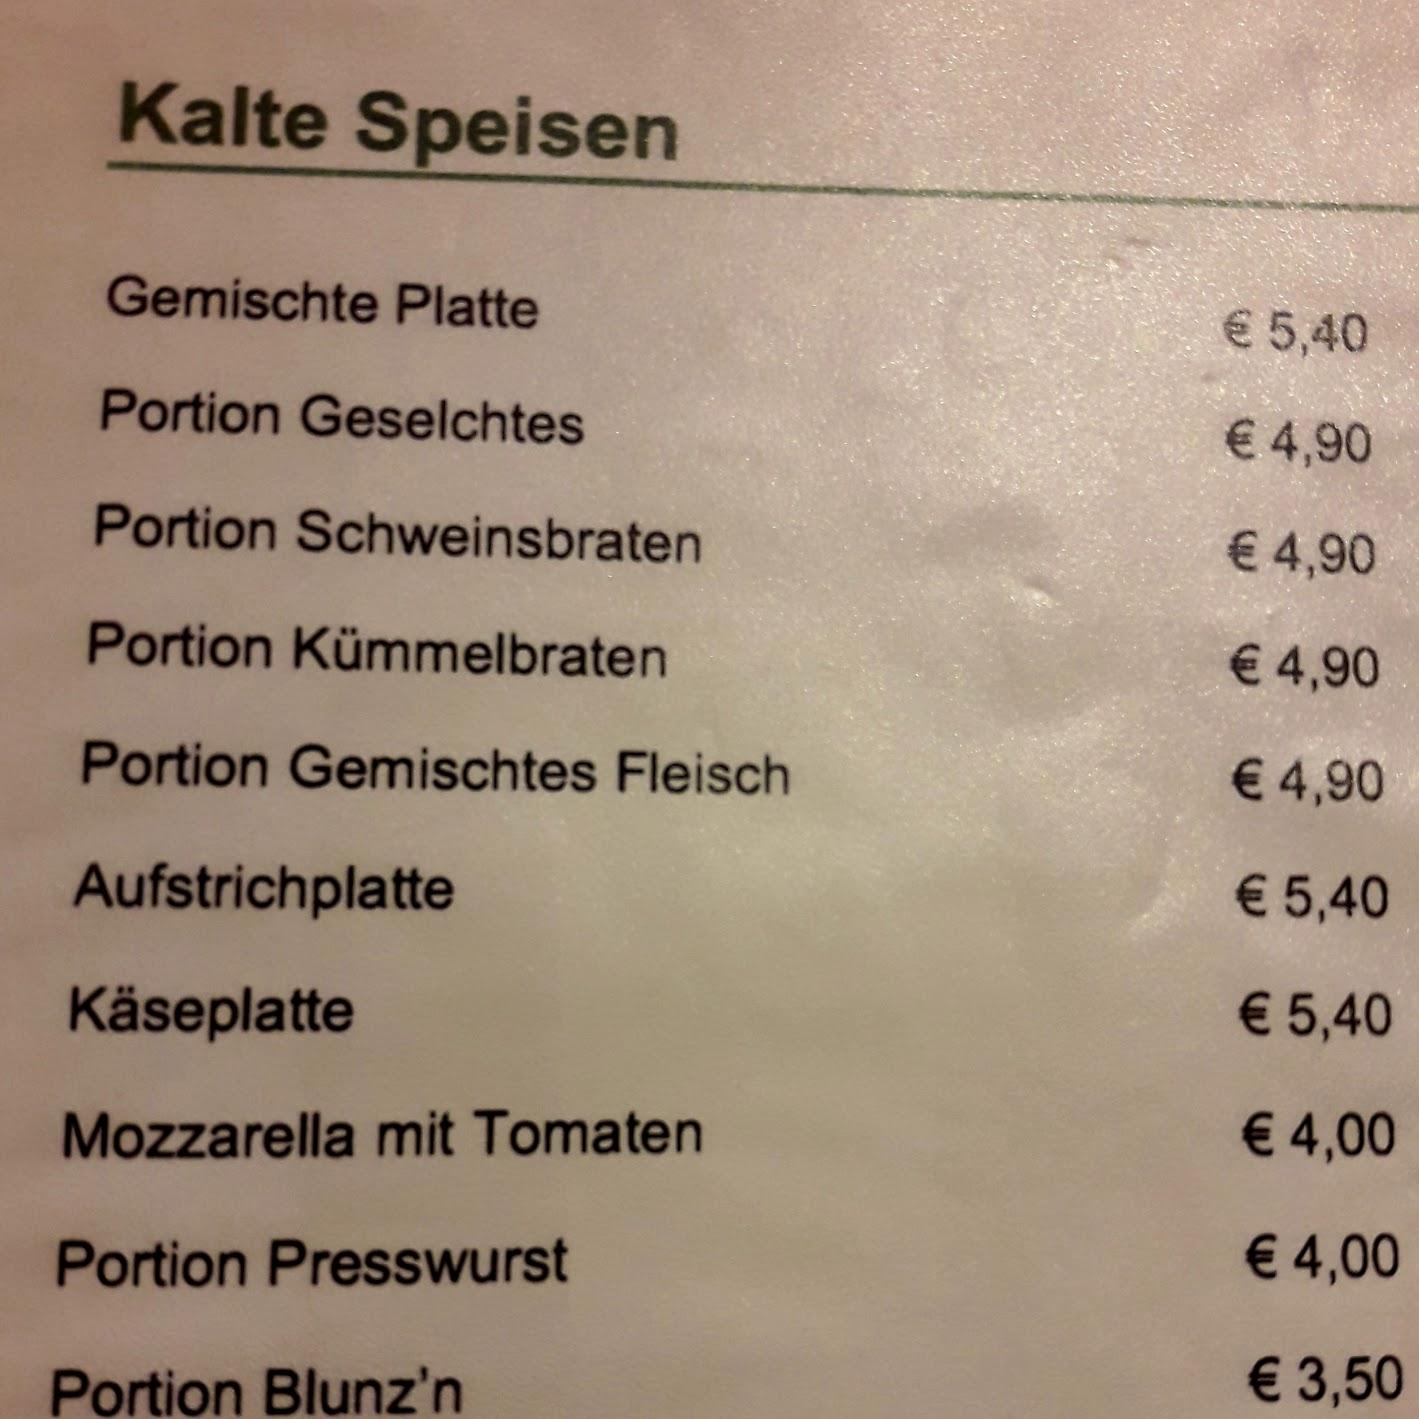 Kalte Speisen
Gemischte Platte € 5,40
Portion Geselchtes € 4,90
Portion Schweinsbraten € 4,90
Portion Kümmelbraten € 4,90
Portion Gemischtes Fleisch € 4,90
Aufstrichplatte € 5,40
Käseplatte € 5,40
Mozzarella mit Tomaten € 4,00
Portion Presswurst € 4,00
Portion Blunz'n € 3,50